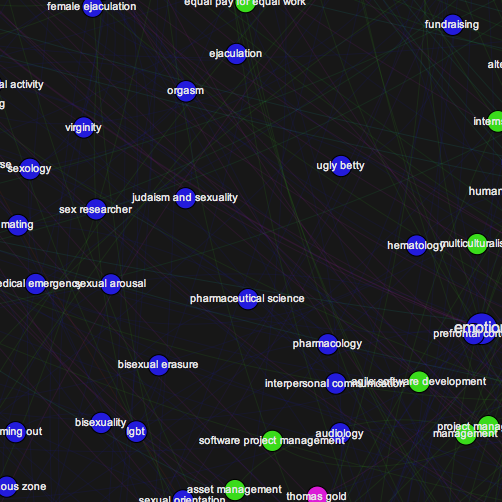 female ejaculation
equal pay for equal work
fundraising
ejaculation
al activity
orgasm
virginity
sexology
ugly betty
judaism and sexuality
sex researcher
mating
hematology
multiculturalis
edical emergency
sexual arousal
pharmaceutical science
emotion
prefrontal cort
pharmacology
bisexual erasure
interpersonal communication
agile software development
bisexuality
lgbt
ming out
audiology
software project management
project mana
management
ous zone
asset management
thomas gold
sexual orientation
alte
intern
human
se
g